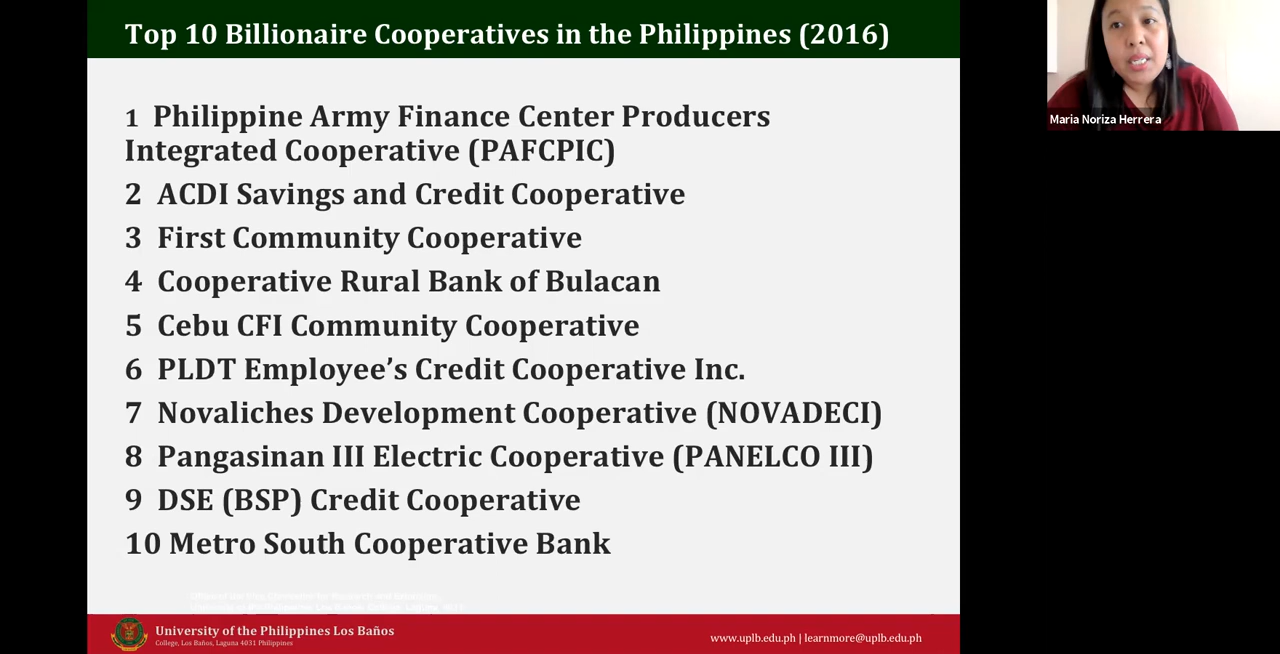 Top 10 Billionaire Cooperatives in the Philippines (2016)
1 Philippine Army Finance Center Producers
Integrated Cooperative (PAFCPIC)
2 ACDI Savings and Credit Cooperative
3 First Community Cooperative
4 Cooperative Rural Bank of Bulacan
5 Cebu CFI Community Cooperative
6 PLDT Employee’s Credit Cooperative Inc.
7 Novaliches Development Cooperative (NOVADECI)
8 Pangasinan III Electric Cooperative (PANELCO III)
9 DSE (BSP) Credit Cooperative
10 Metro South Cooperative Bank
University of the Philippines Los Baños
College, Los Baños, Laguna 4031 Philippines
www.uplb.edu.ph | learnmore@uplb.edu.ph
Maria Noriza Herrera